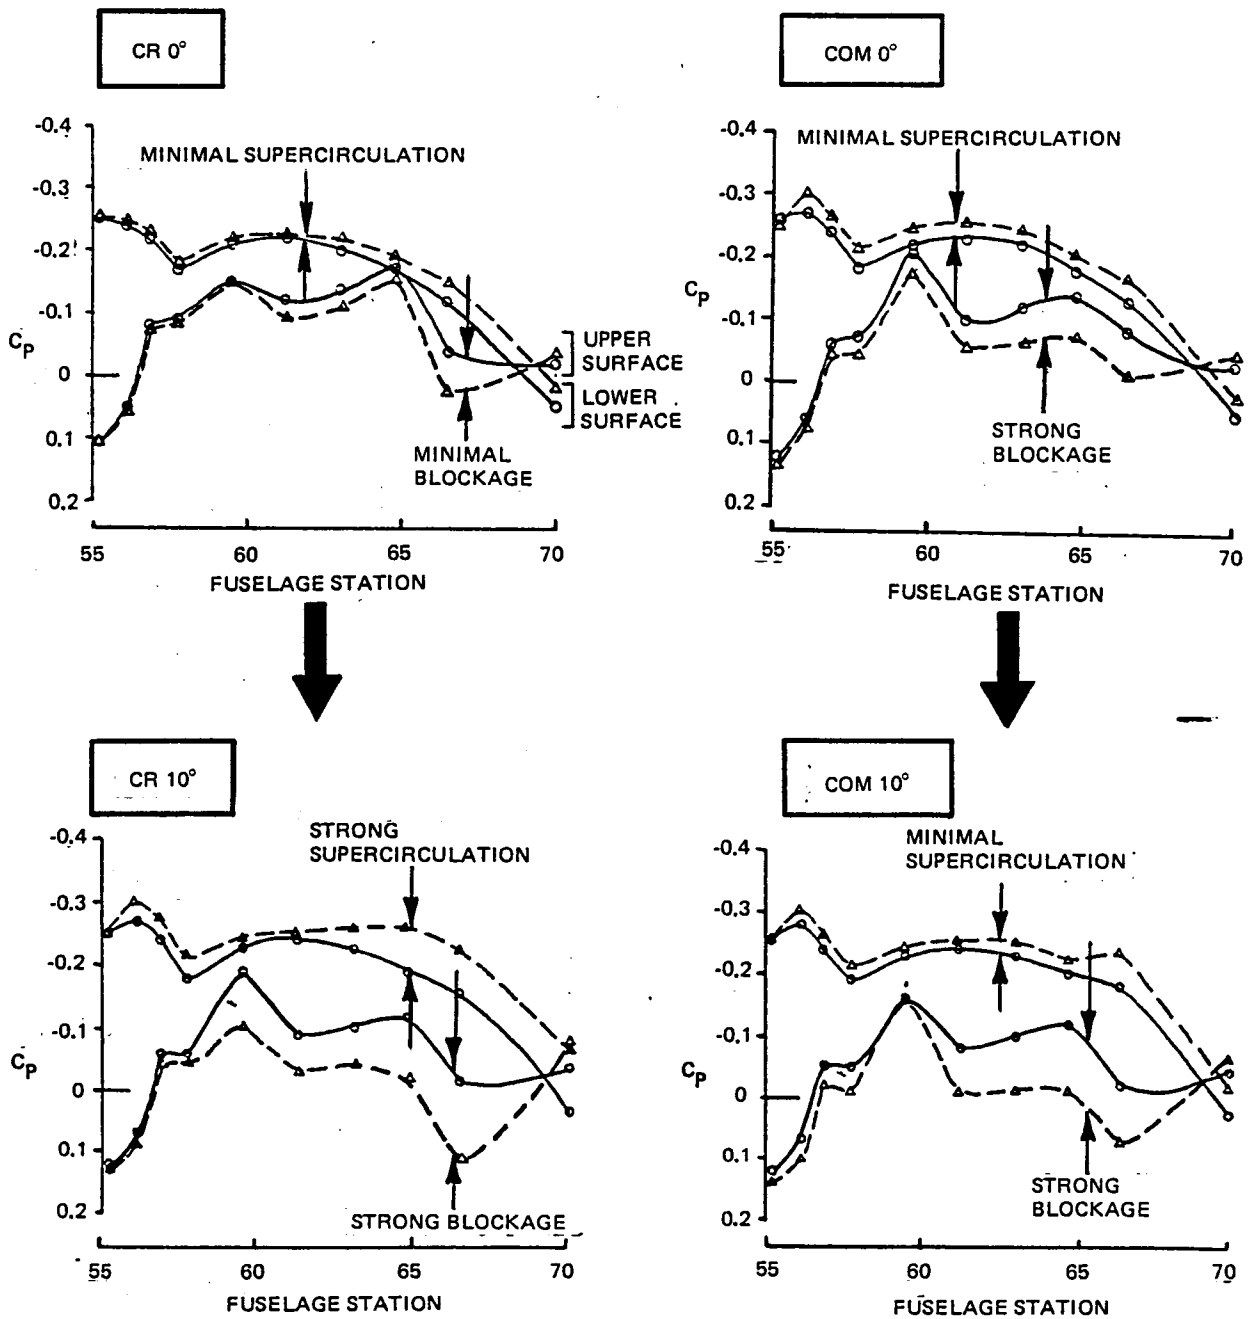 CR 0°
COM 0°
-0.4
-0.3
-0.2
-0.1
0
0.1
0.2
CP
MINIMAL SUPERCIRCULATION
UPPER
SURFACE
LOWER
SURFACE
MINIMAL
BLOCKAGE
55
60
65
70
FUSELAGE STATION
-0.4
-0.3
-0.2
-0.1
0
0.1
0.2
CP
MINIMAL SUPERCIRCULATION
STRONG
BLOCKAGE
55
60
65
70
FUSELAGE STATION
CR 10°
COM 10°
-0.4
-0.3
-0.2
-0.1
0
0.1
0.2
CP
STRONG
SUPERCIRCULATION
STRONG BLOCKAGE
55
60
65
70
FUSELAGE STATION
-0.4
-0.3
-0.2
-0.1
0
0.1
0.2
CP
MINIMAL
SUPERCIRCULATION
STRONG
BLOCKAGE
55
60
65
70
FUSELAGE STATION